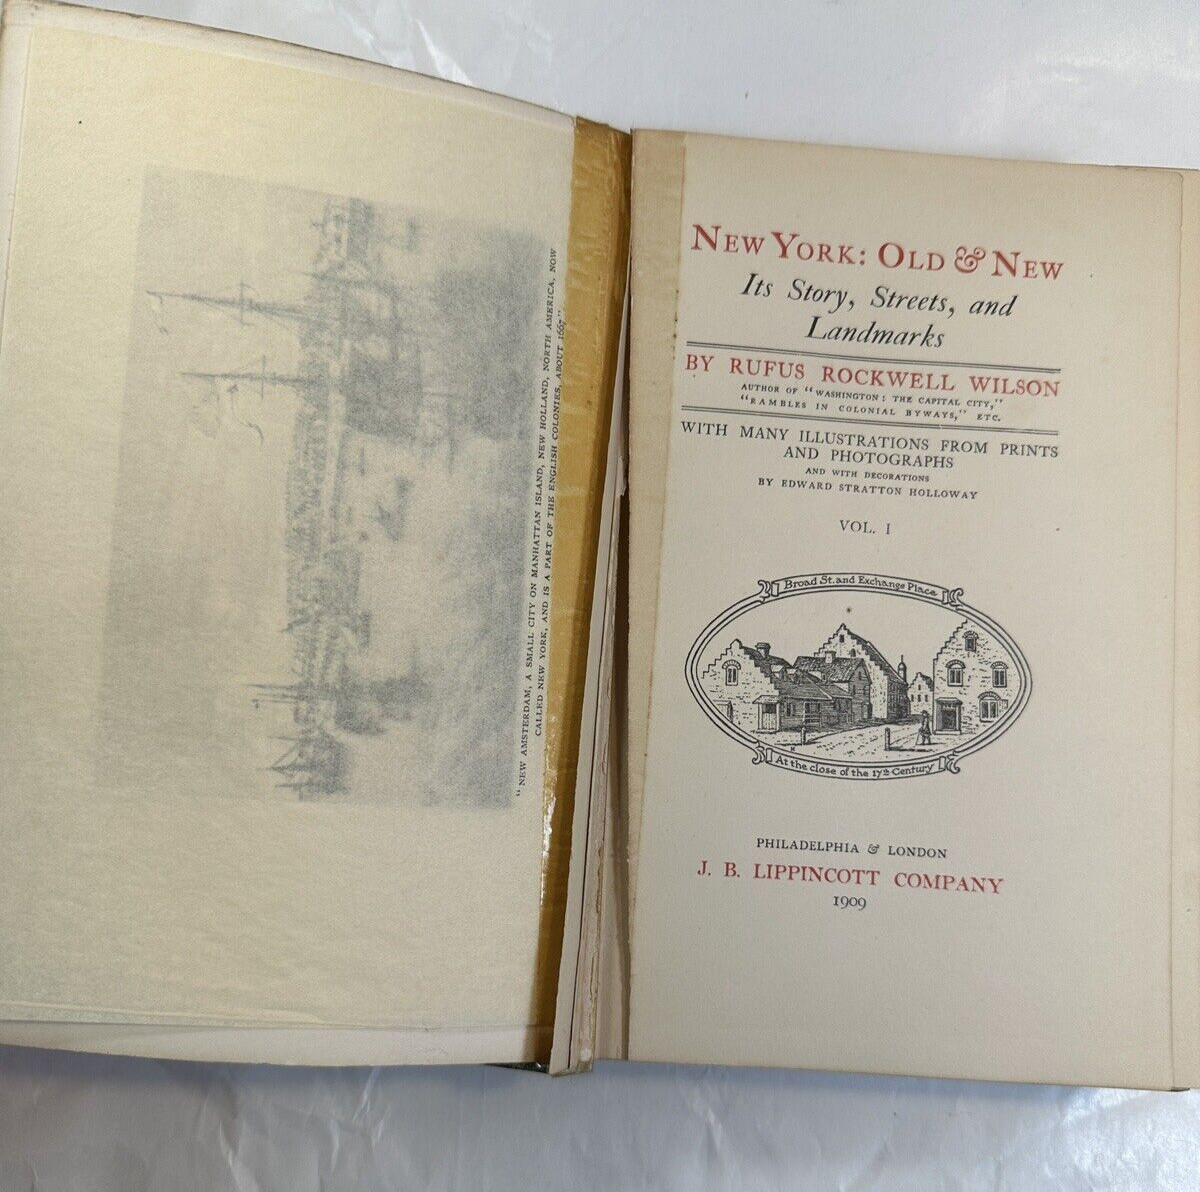 "NEW AMSTERDAM, A SMALL CITY ON MANHATTAN ISLAND, NEW HOLLAND, NORTH AMERICA, NOW
CALLED NEW YORK, AND IS A PART OF THE ENGLISH COLONIES, ABOUT 1667"
NEW YORK: OLD & NEW
Its Story, Streets, and
Landmarks
BY RUFUS ROCKWELL WILSON
AUTHOR OF "WASHINGTON: THE CAPITAL CITY,"
"RAMBLES IN COLONIAL BYWAYS," ETC.
WITH MANY ILLUSTRATIONS FROM PRINTS
AND PHOTOGRAPHS
AND WITH DECORATIONS
BY EDWARD STRATTON HOLLOWAY
VOL. I
Broad St. and Exchange Place
At the close of the 17th Century
PHILADELPHIA & LONDON
J. B. LIPPINCOTT COMPANY
1909